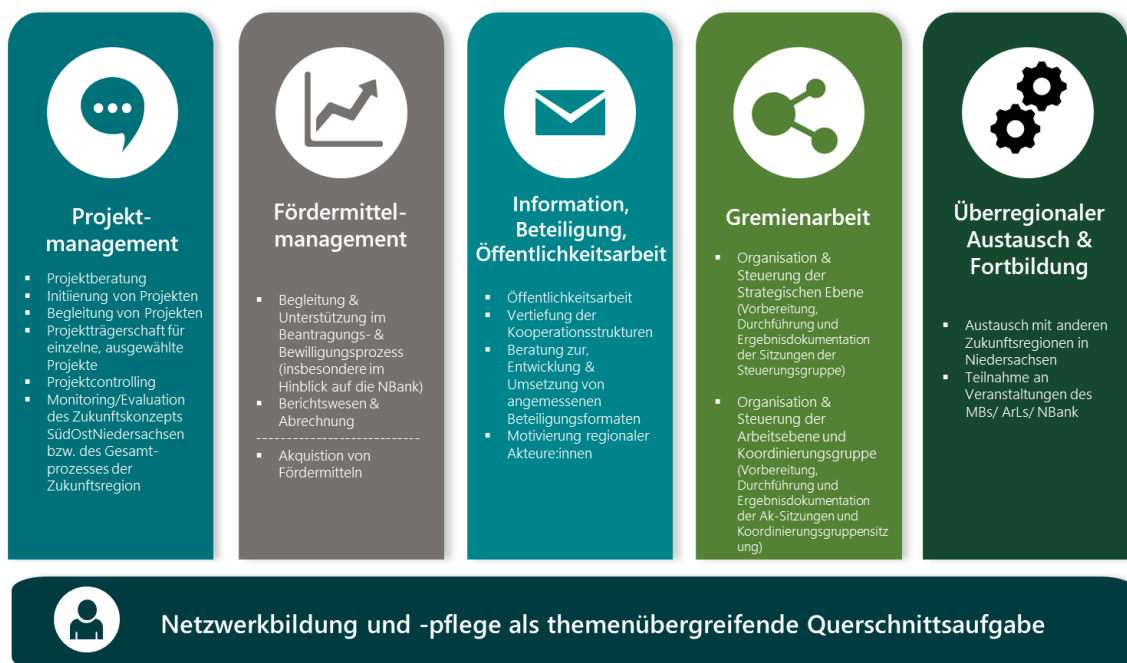 Projekt-
management
▪ Projektberatung
▪ Initiierung von Projekten
▪ Begleitung von Projekten
▪ Projektträgerschaft für
einzelne, ausgewählte
Projekte
▪ Projektcontrolling
▪ Monitoring/Evaluation
des Zukunftskonzepts
SüdOstNiedersachsen
bzw. des Gesamt-
prozesses der
Zukunftsregion
Fördermittel-
management
▪ Begleitung &
Unterstützung im
Beantragungs- &
Bewilligungsprozess
(insbesondere im
Hinblick auf die NBank)
▪ Berichtswesen &
Abrechnung
----------------------------
▪ Akquistion von
Fördermitteln
Information,
Beteiligung,
Öffentlichkeitsarbeit
▪ Öffentlichkeitsarbeit
▪ Vertiefung der
Kooperationsstrukturen
▪ Beratung zur,
Entwicklung &
Umsetzung von
angemessenen
Beteiligungsformaten
▪ Motivierung regionaler
Akteure:innen
Gremienarbeit
▪ Organisation &
Steuerung der
Strategischen Ebene
(Vorbereitung,
Durchführung und
Ergebnisdokumentation
der Sitzungen der
Steuerungsgruppe)
▪ Organisation &
Steuerung der
Arbeitsebene und
Koordinierungsgruppe
(Vorbereitung,
Durchführung und
Ergebnisdokumentation
der Ak-Sitzungen und
Koordinierungsgruppensitz
ung)
Überregionaler
Austausch &
Fortbildung
▪ Austausch mit anderen
Zukunftsregionen in
Niedersachsen
▪ Teilnahme an
Veranstaltungen des
MBs/ ArLs/ NBank
Netzwerkbildung und -pflege als themenübergreifende Querschnittsaufgabe